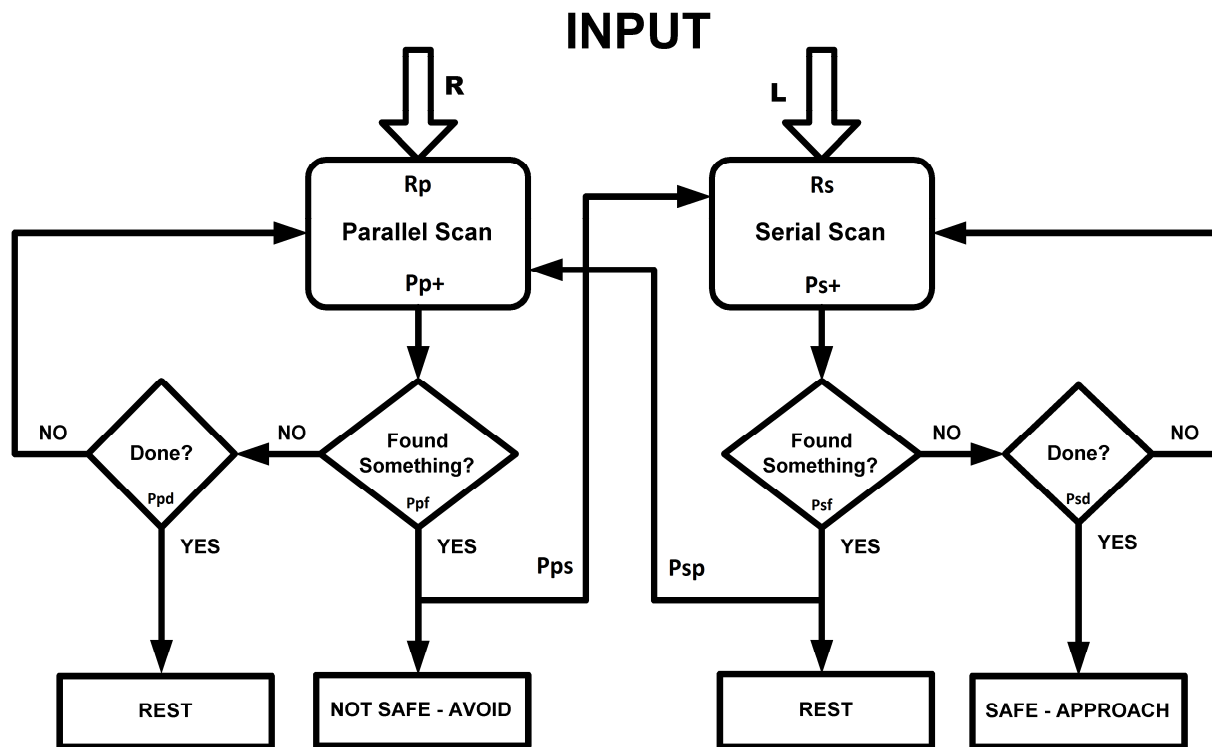 INPUT
R
L
Rp
Parallel Scan
Pp+
Rs
Serial Scan
Ps+
NO
Done?
Ppd
YES
NO
Found
Something?
Ppf
YES
Pps
Psp
Found
Something?
Psf
YES
NO
Done?
Psd
YES
NO
REST
NOT SAFE - AVOID
REST
SAFE - APPROACH